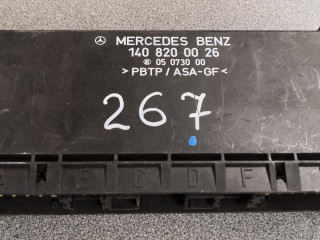 MERCEDES BENZ
140 820 00 26
05 0730 00
>PBTP/ASA-GF<
267
E C D F